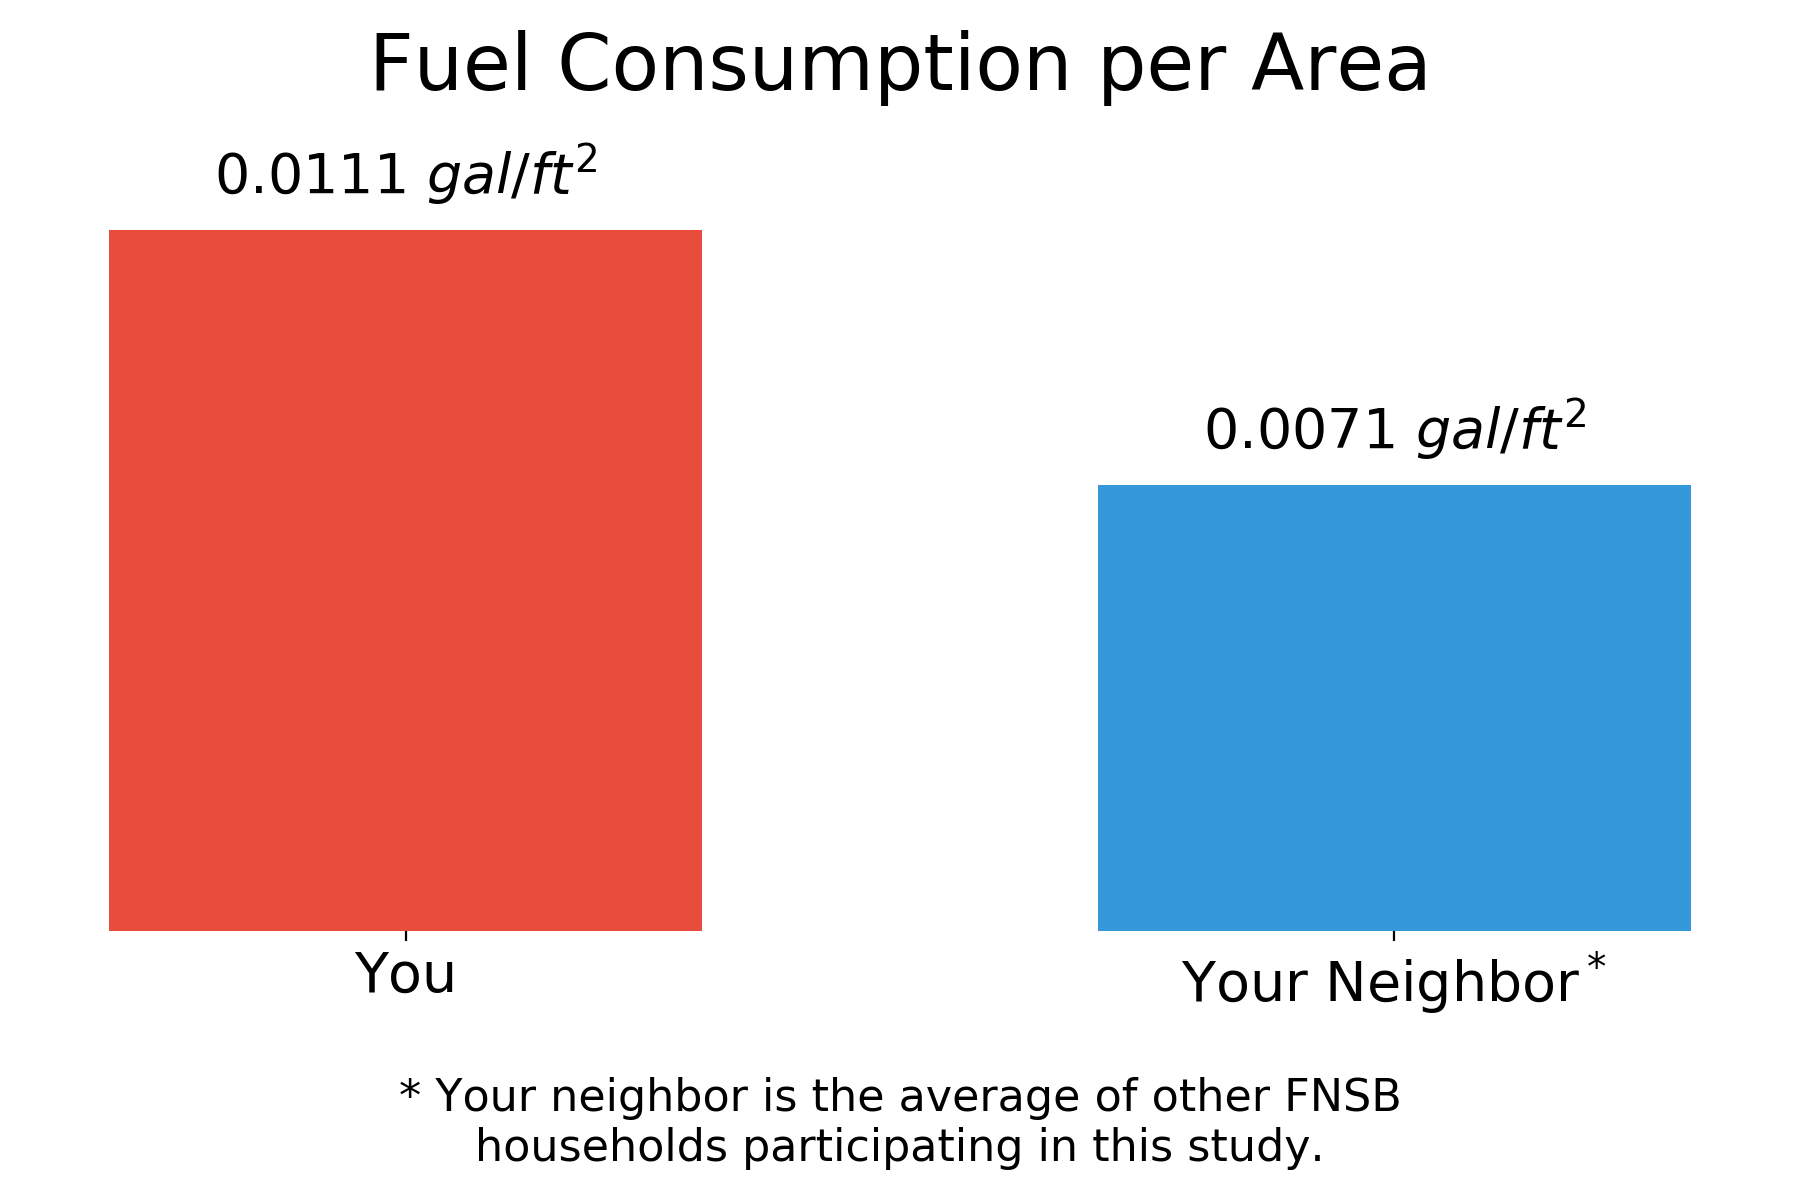 Fuel Consumption per Area
0.0111 gal/ft²
0.0071 gal/ft²
You
Your Neighbor*
* Your neighbor is the average of other FNSB
households participating in this study.